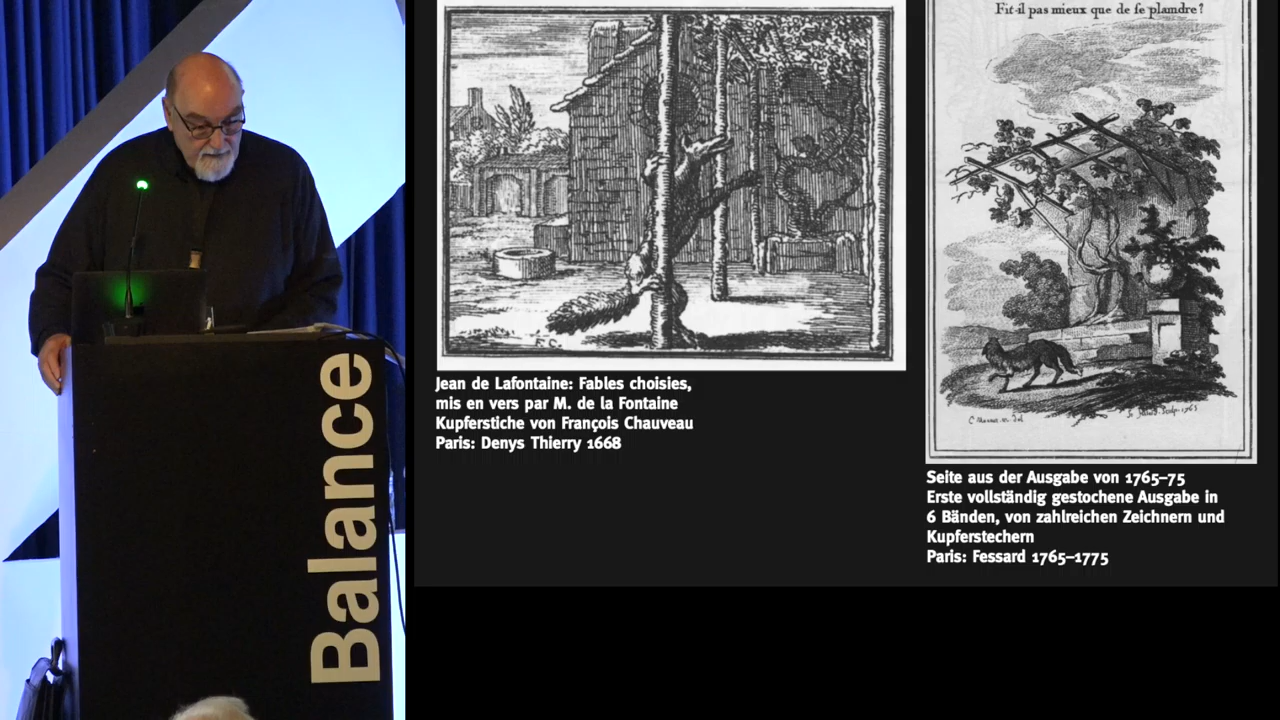 Balance
Jean de Lafontaine: Fables choisies,
mis en vers par M. de la Fontaine
Kupferstiche von François Chauveau
Paris: Denys Thierry 1668
F. C.
Fit-il pas mieux que de se plaindre?
Seite aus der Ausgabe von 1765–75
Erste vollständig gestochene Ausgabe in
6 Bänden, von zahlreichen Zeichnern und
Kupferstechern
Paris: Fessard 1765–1775